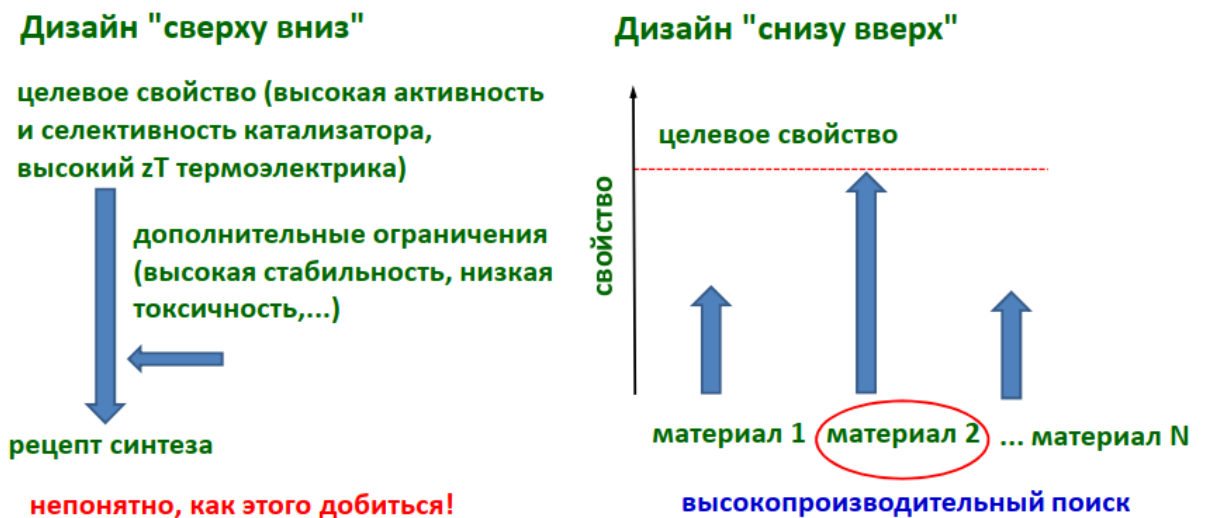 Дизайн "сверху вниз"
целевое свойство (высокая активность
и селективность катализатора,
высокий zT термоэлектрика)
дополнительные ограничения
(высокая стабильность, низкая
токсичность,...)
рецепт синтеза
непонятно, как этого добиться!
Дизайн "снизу вверх"
целевое свойство
свойство
материал 1 материал 2 ... материал N
высокопроизводительный поиск